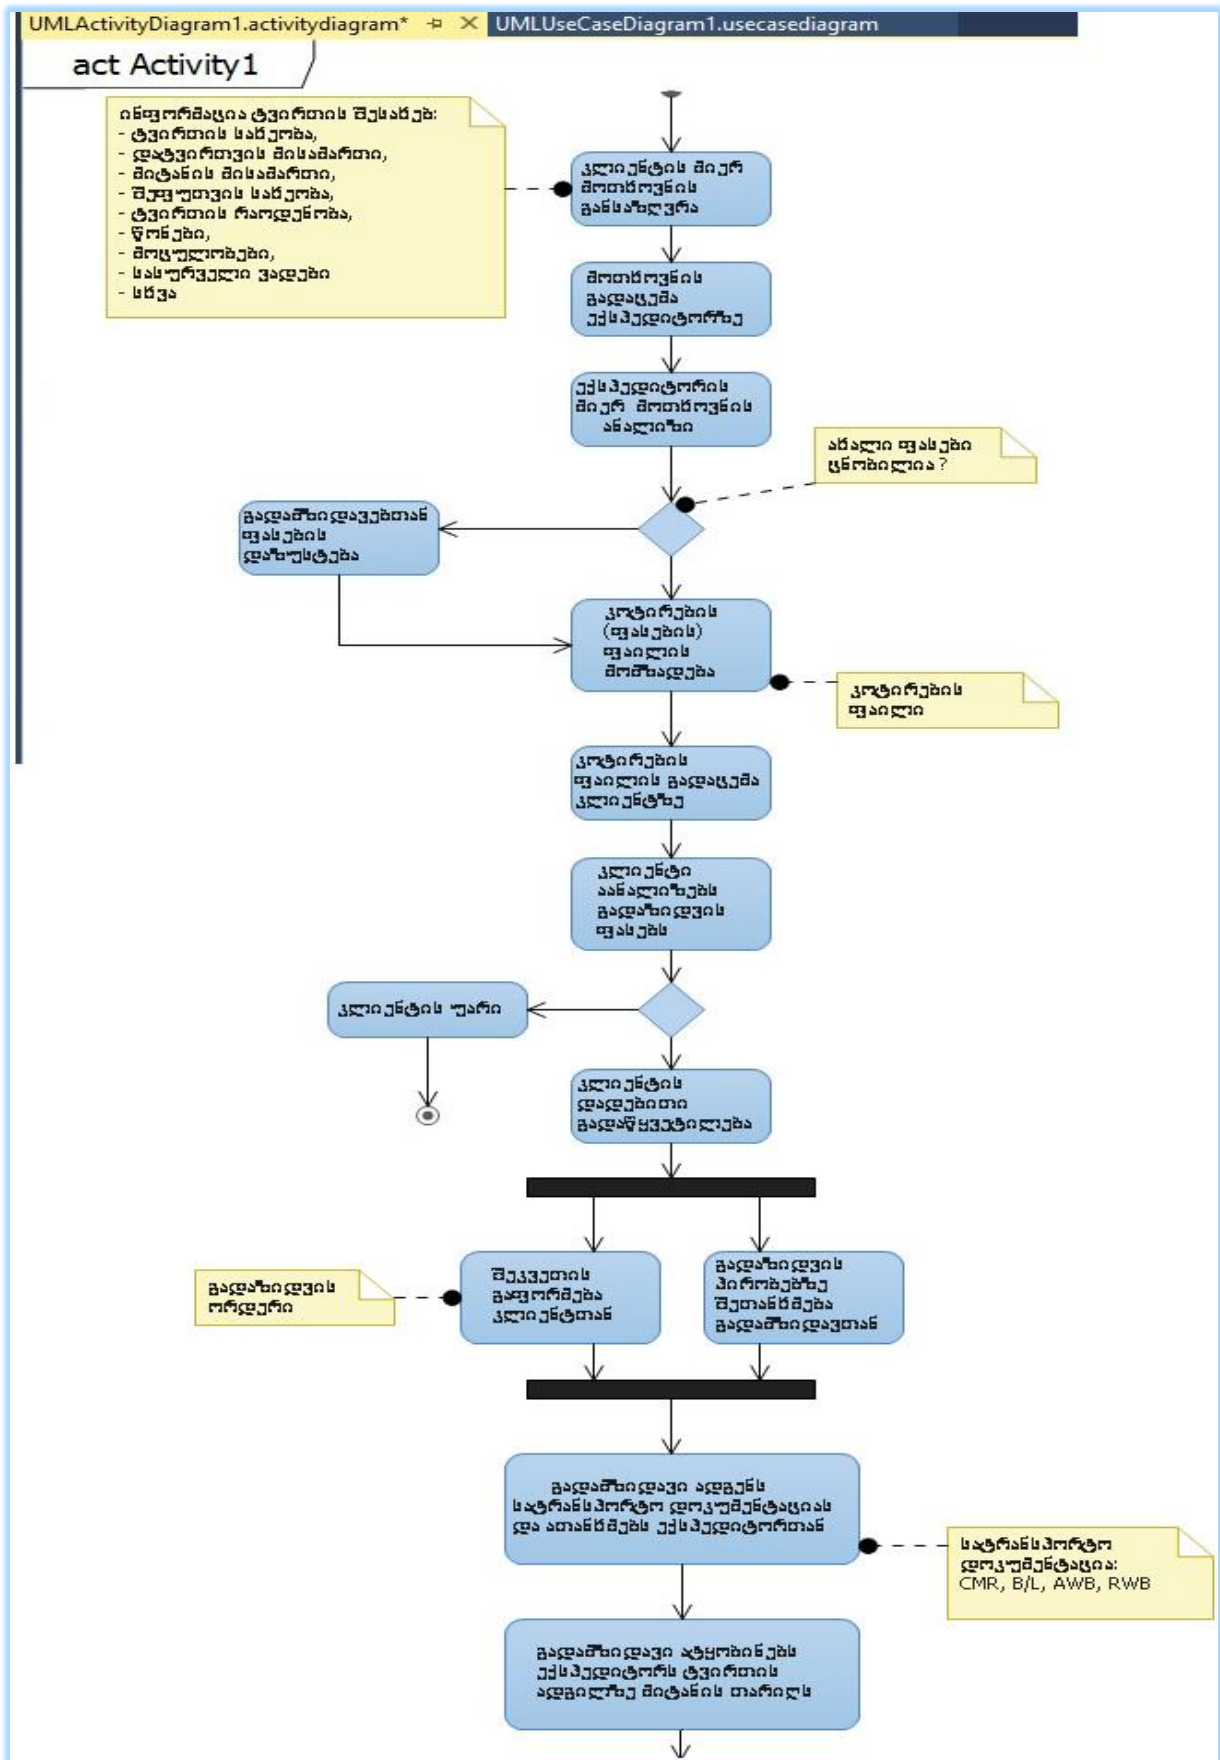 UMLActivityDiagram1.activitydiagram*
UMLUseCaseDiagram1.usecasediagram
act Activity1
ინფორმაცია ტვირთის შესახებ:
- ტვირთის სახეობა,
- დატვირთვის მისამართი,
- მიტანის მისამართი,
- შეფუთვის სახეობა,
- ტვირთის რაოდენობა,
- წონები,
- მოცულობები,
- სასურველი ვადები
- სხვა
კლიენტის მიერ
მოთხოვნის
განსაზღვრა
მოთხოვნის
გადაცემა
ექსპედიტორზე
ექსპედიტორის
მიერ მოთხოვნის
ანალიზი
ახალი ფასები
ცნობილია?
გადამზიდავებთან
ფასების
დაზუსტება
კოტირების
(ფასების)
ფაილის
მომზადება
კოტირების
ფაილი
კოტირების
ფაილის გადაცემა
კლიენტზე
კლიენტი
აანალიზებს
გადაზიდვის
ფასებს
კლიენტის უარი
კლიენტის
დადებითი
გადაწყვეტილება
გადაზიდვის
ორდერი
შეკვეთის
გაფორმება
კლიენტთან
გადაზიდვის
პირობებზე
შეთანხმება
გადამზიდავთან
გადამზიდავი ადგენს
სატრანსპორტო დოკუმენტაციას
და ათანხმებს ექსპედიტორთან
სატრანსპორტო
დოკუმენტაცია:
CMR, B/L, AWB, RWB
გადამზიდავი ატყობინებს
ექსპედიტორს ტვირთის
ადგილზე მიტანის თარიღს